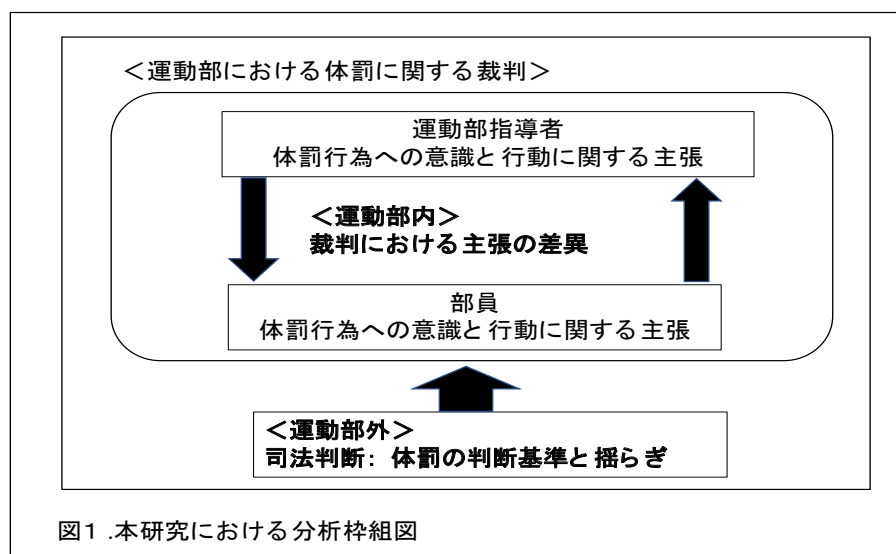 ＜運動部における体罰に関する裁判＞
運動部指導者
体罰行為への意識と行動に関する主張
＜運動部内＞
裁判における主張の差異
部員
体罰行為への意識と行動に関する主張
＜運動部外＞
司法判断: 体罰の判断基準と揺らぎ
図1 .本研究における分析枠組図